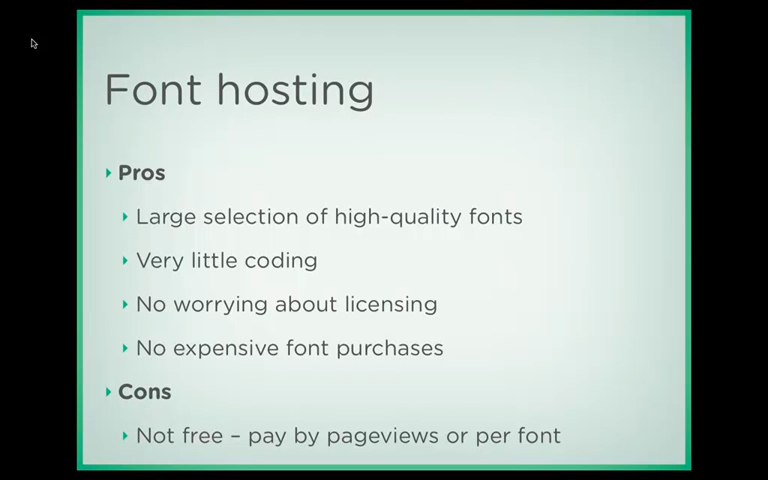 Font hosting
Pros
Large selection of high-quality fonts
Very little coding
No worrying about licensing
No expensive font purchases
Cons
Not free – pay by pageviews or per font